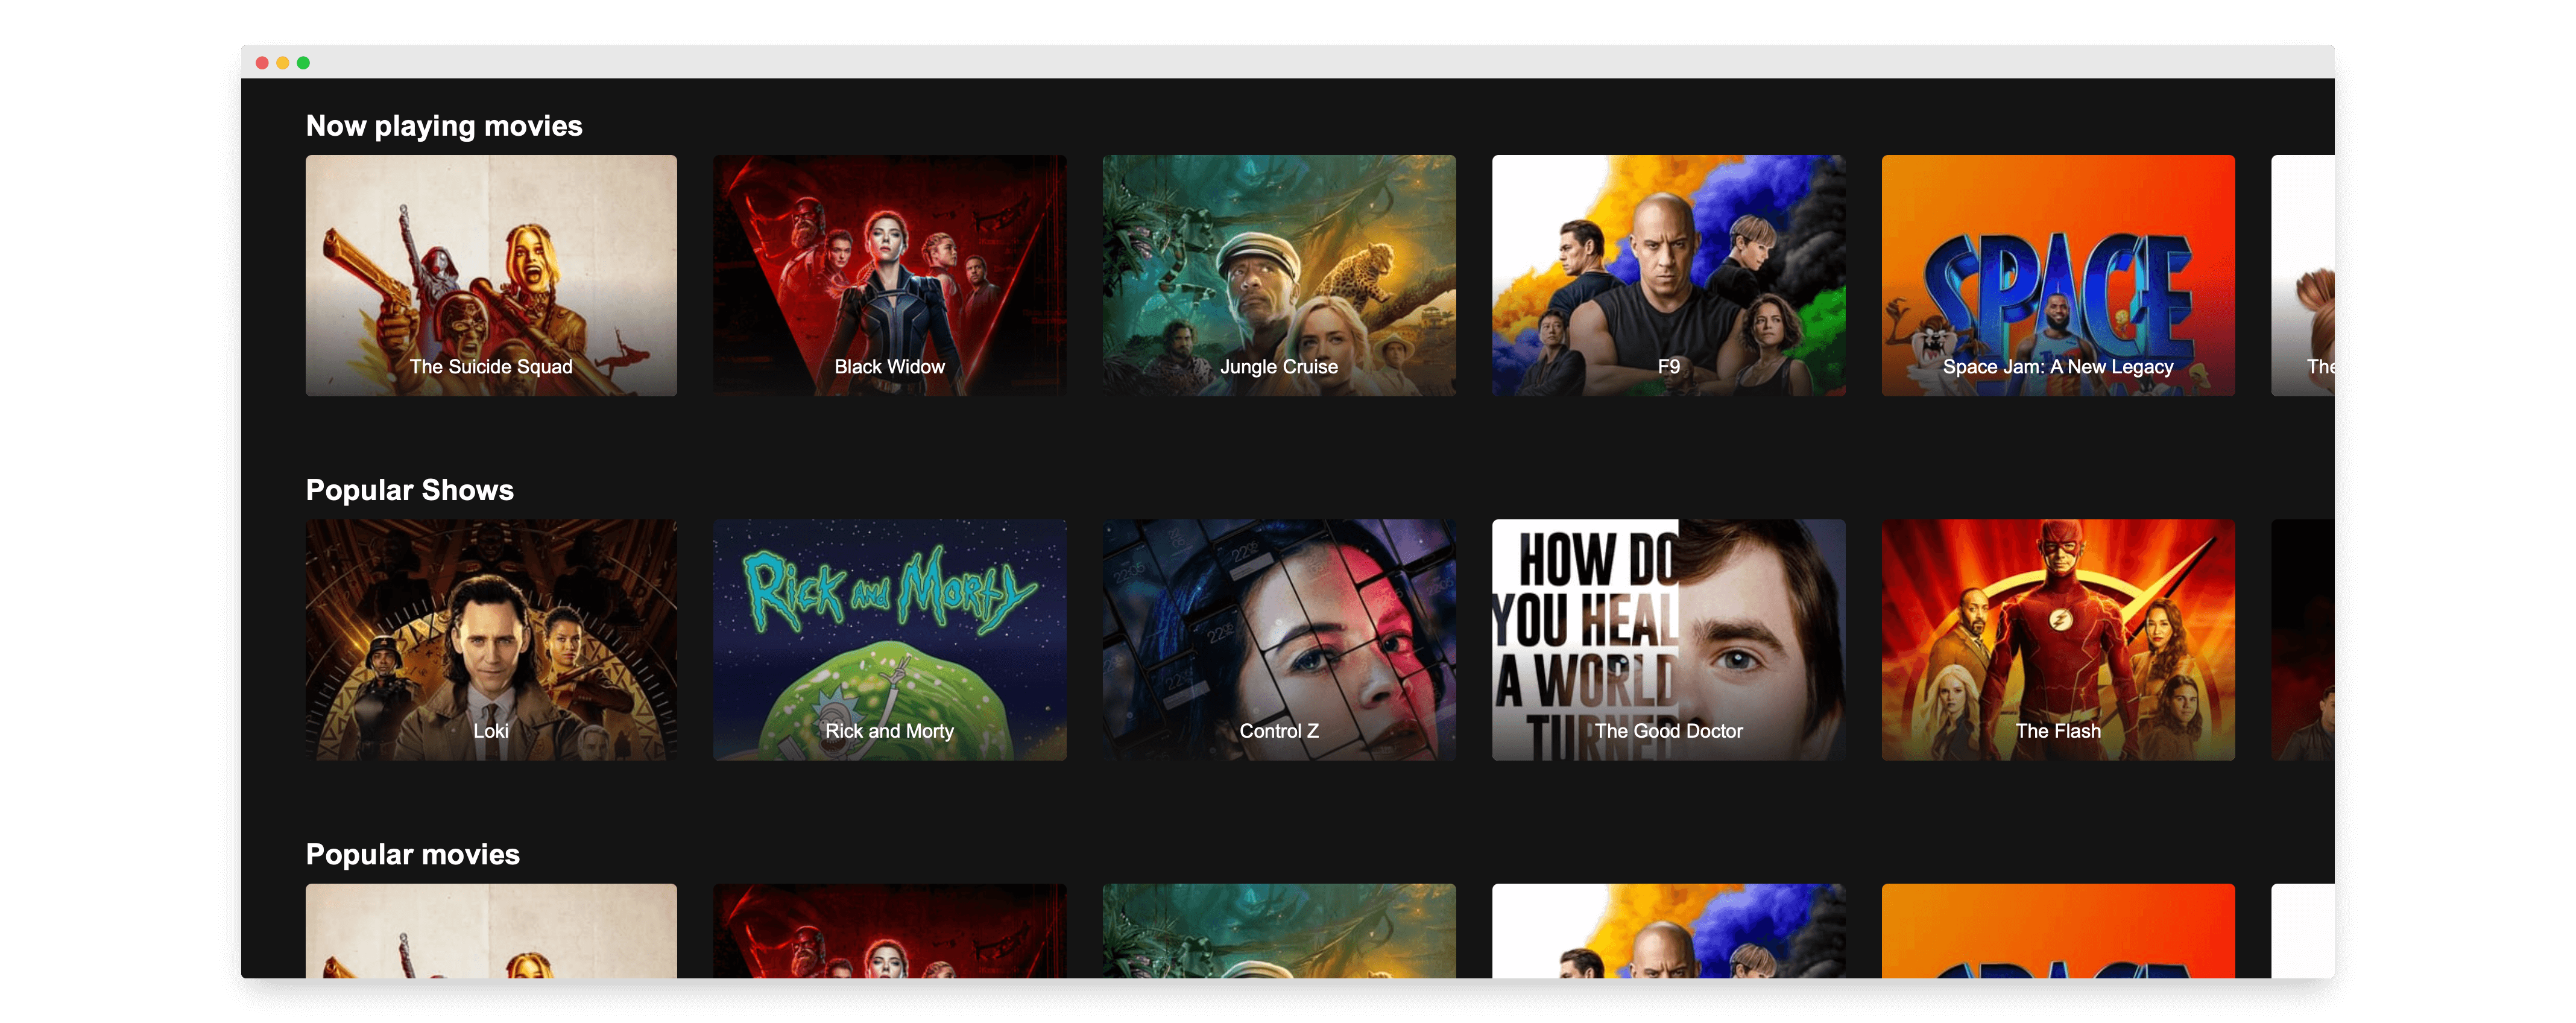 Now playing movies
SPACE
The Suicide Squad
Black Widow
Jungle Cruise
F9
Space Jam: A New Legacy
The
Popular Shows
RICK AND MORTY
HOW DO
YOU HEAL
A WORLD
Loki
Rick and Morty
Control Z
The Good Doctor
The Flash
Popular movies